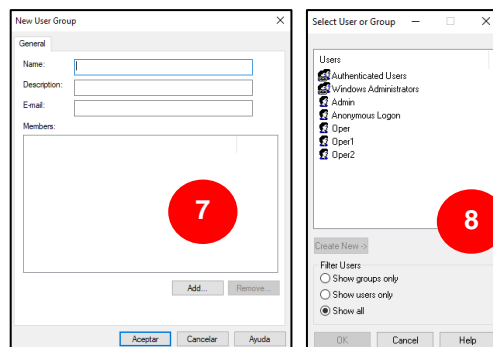 New User Group
General
Name:
Description:
E-mail:
Members:
7
Add...
Remove...
Aceptar
Cancelar
Ayuda
Select User or Group
Users
Authenticated Users
Windows Administrators
Admin
Anonymous Logon
Oper
Oper1
Oper2
8
Create New ->
Filter Users
Show groups only
Show users only
Show all
OK
Cancel
Help